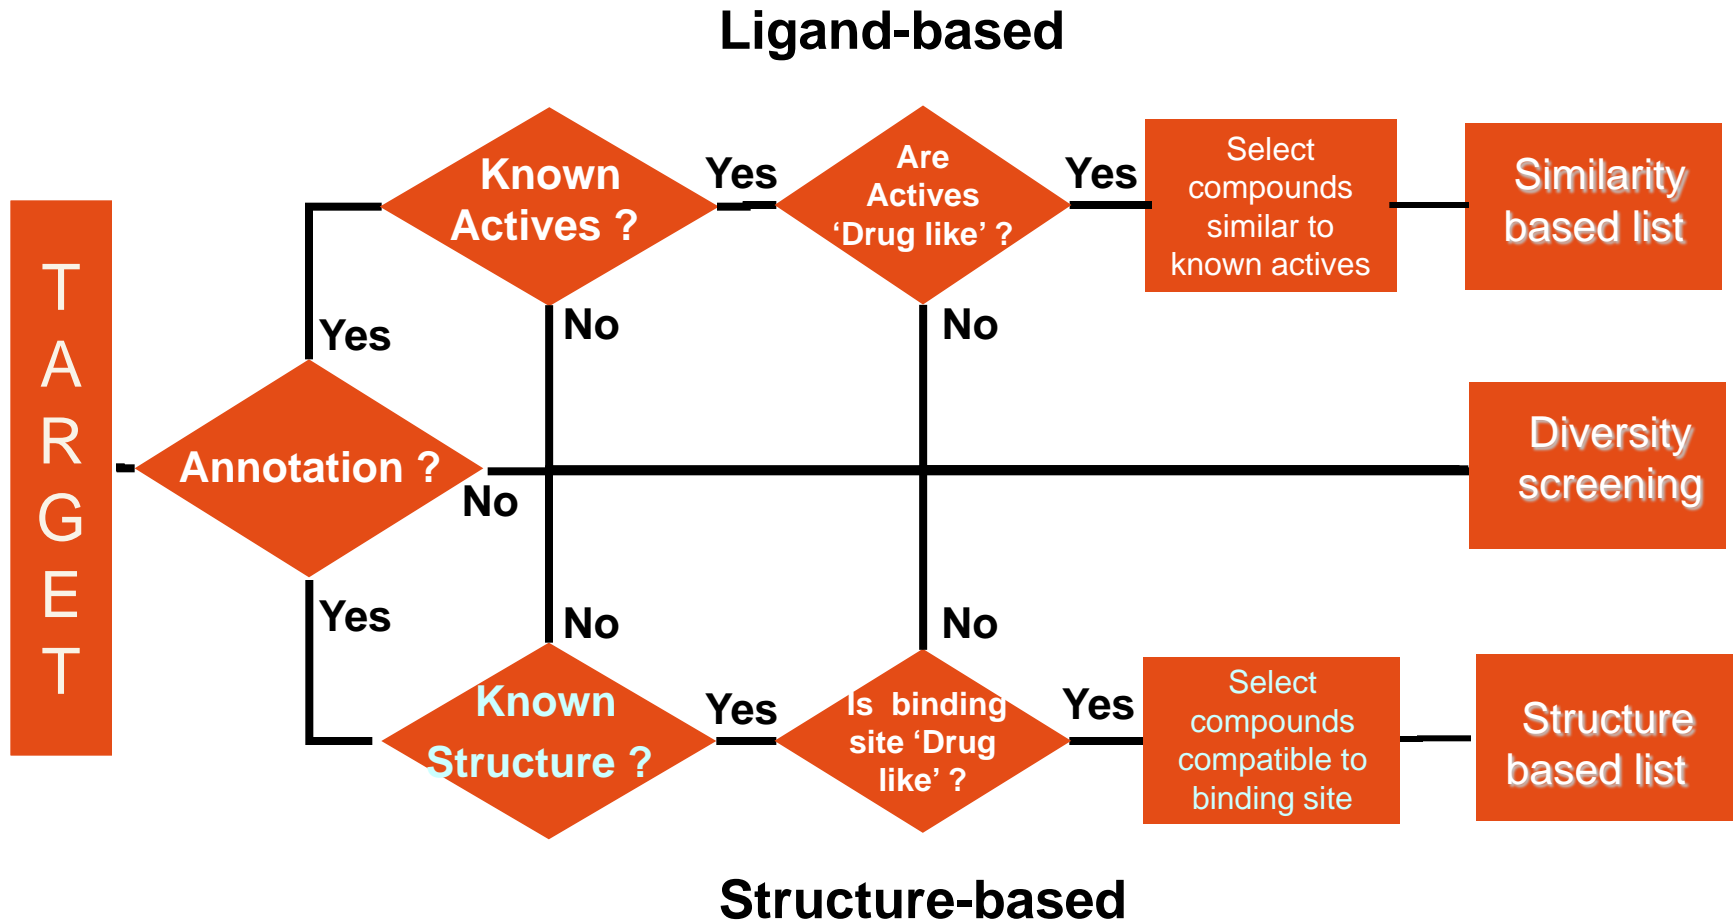 Ligand-based
TARGET
Annotation ?
Yes
No
Yes
Known
Actives ?
Yes
No
Are
Actives
‘Drug like’ ?
Yes
No
Select
compounds
similar to
known actives
Similarity
based list
Diversity
screening
No
Known
Structure ?
Yes
No
Is binding
site ‘Drug
like’ ?
Yes
Select
compounds
compatible to
binding site
Structure
based list
Structure-based